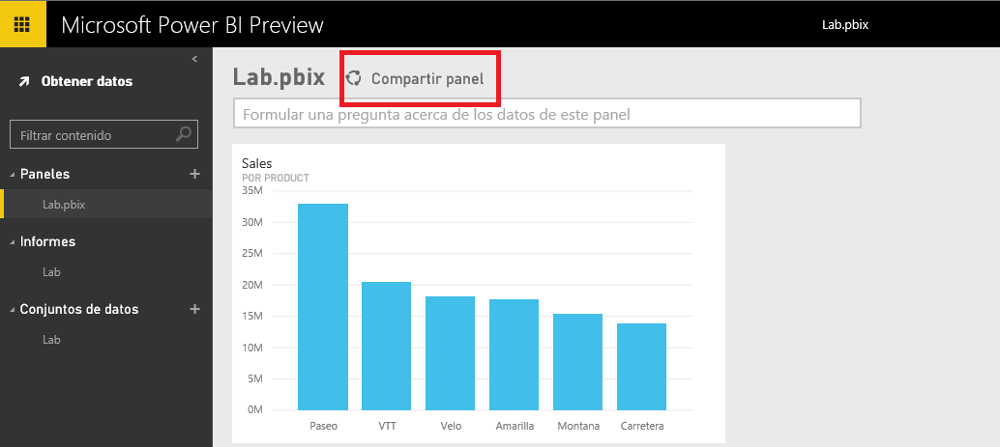 Microsoft Power BI Preview
Lab.pbix
Obtener datos
Filtrar contenido
Paneles
Lab.pbix
Informes
Lab
Conjuntos de datos
Lab
Lab.pbix
Compartir panel
Formular una pregunta acerca de los datos de este panel
Sales
POR PRODUCT
35M
30M
25M
20M
15M
10M
5M
0M
Paseo VTT Velo Amarilla Montana Carretera